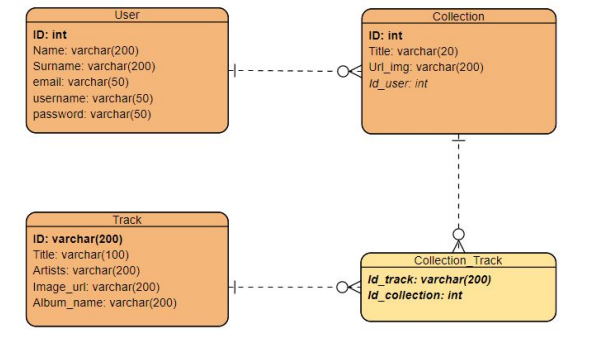 User
ID: int
Name: varchar(200)
Surname: varchar(200)
email: varchar(50)
username: varchar(50)
password: varchar(50)
Collection
ID: int
Title: varchar(20)
Url_img: varchar(200)
Id_user: int
Track
ID: varchar(200)
Title: varchar(100)
Artists: varchar(200)
Image_url: varchar(200)
Album_name: varchar(200)
Collection_Track
Id_track: varchar(200)
Id_collection: int